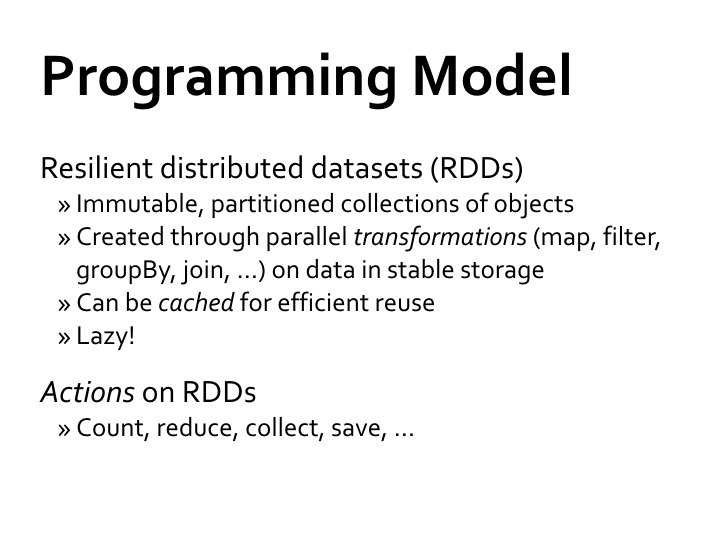 Programming Model
Resilient distributed datasets (RDDs)
» Immutable, partitioned collections of objects
» Created through parallel transformations (map, filter,
groupBy, join, …) on data in stable storage
» Can be cached for efficient reuse
» Lazy!
Actions on RDDs
» Count, reduce, collect, save, …